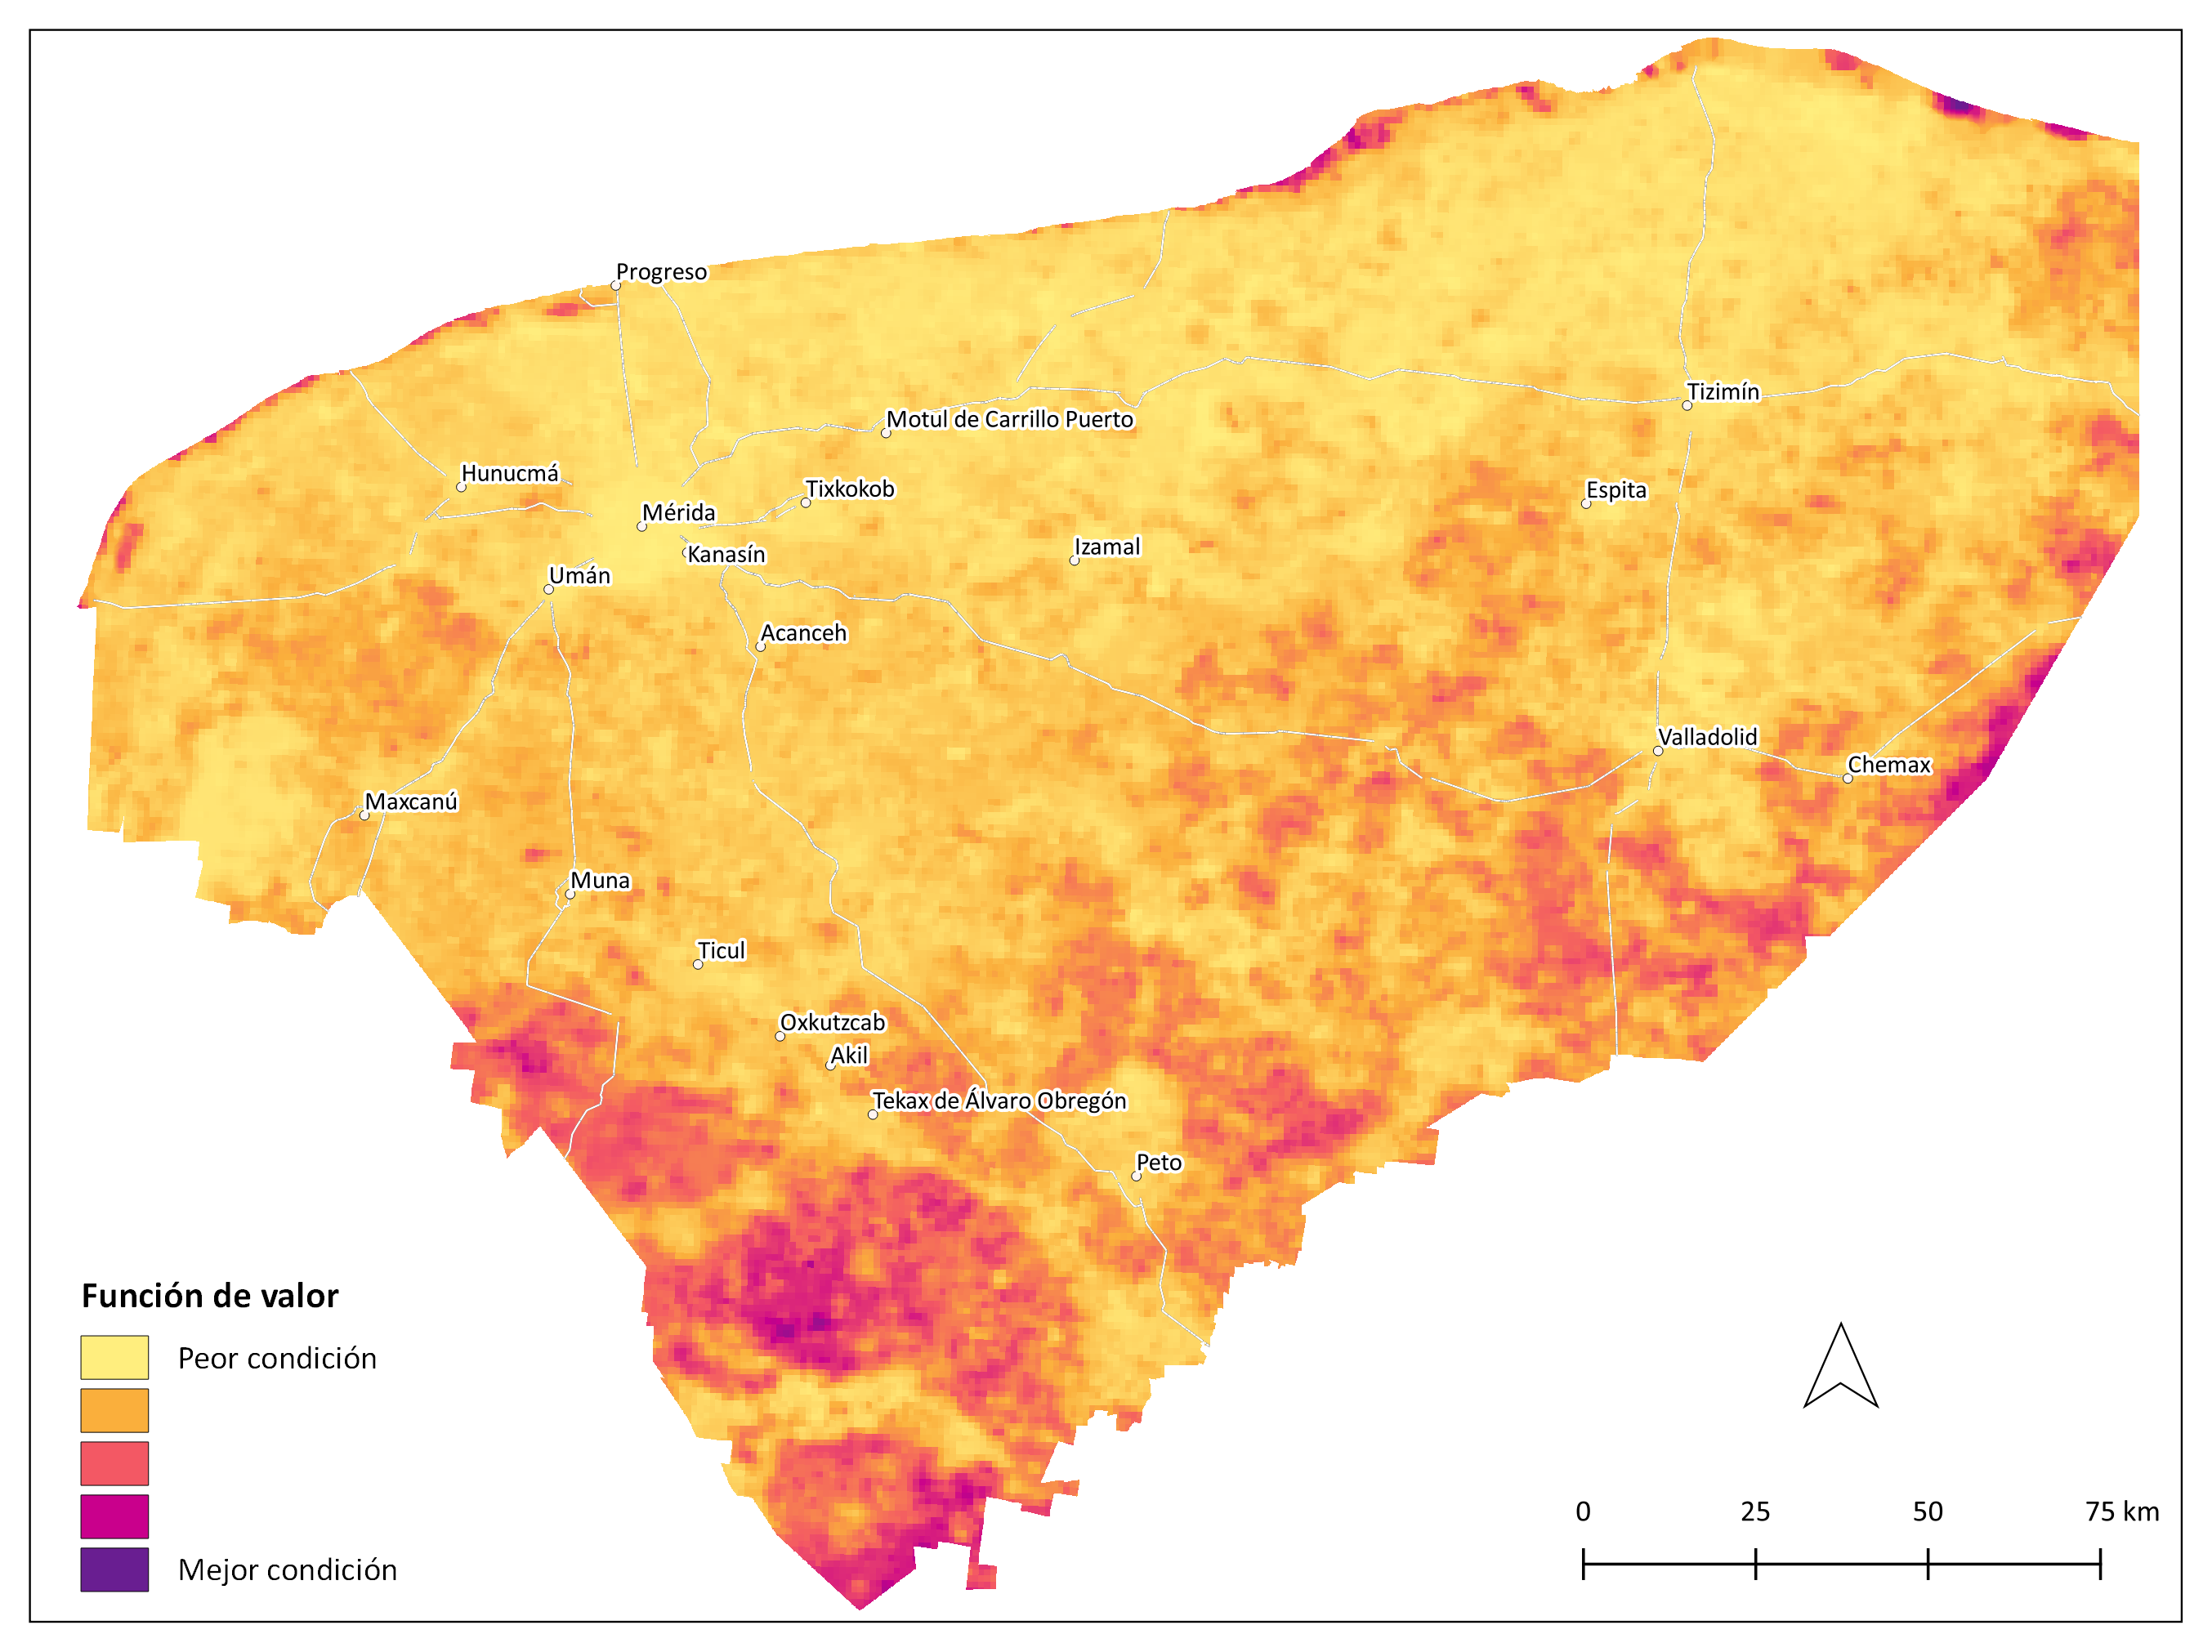 Progreso
Tizimín
Motul de Carrillo Puerto
Hunucmá
Tixkokob
Espita
Mérida
Izamal
Kanasín
Umán
Acanceh
Valladolid
Chemax
Maxcanú
Muna
Ticul
Oxkutzcab
Akil
Tekax de Álvaro Obregón
Peto
Función de valor
Peor condición
Mejor condición
0 25 50 75 km